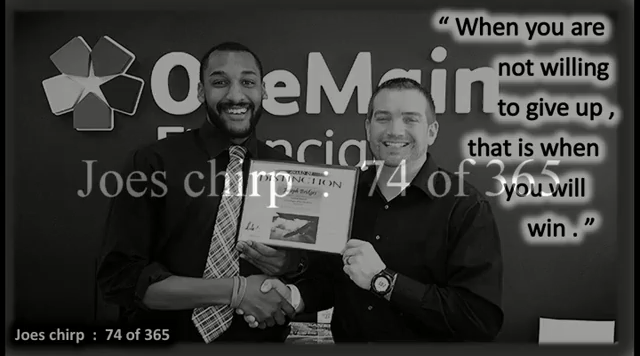 “ When you are
not willing
to give up ,
that is when
you will
win . ”
OneMain
Financial
DISTINCTION
Joes chirp : 74 of 365
Joes chirp : 74 of 365